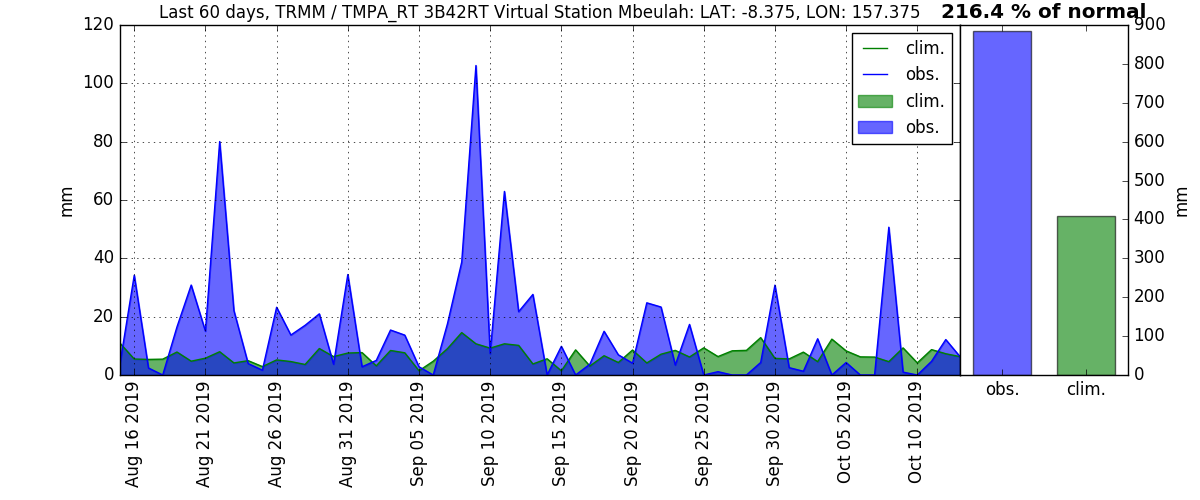 Last 60 days, TRMM / TMPA_RT 3B42RT Virtual Station Mbeulah: LAT: -8.375, LON: 157.375
216.4 % of normal
120
100
80
60
40
20
0
mm
clim.
obs.
clim.
obs.
900
800
700
600
500
400
300
200
100
0
mm
obs.
clim.
Aug 16 2019
Aug 21 2019
Aug 26 2019
Aug 31 2019
Sep 05 2019
Sep 10 2019
Sep 15 2019
Sep 20 2019
Sep 25 2019
Sep 30 2019
Oct 05 2019
Oct 10 2019